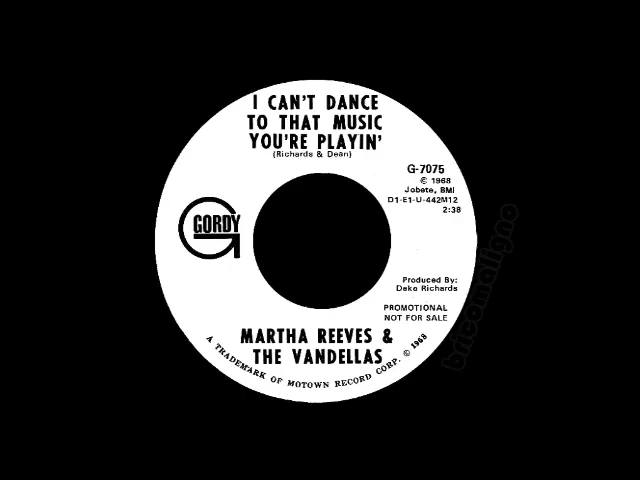 I CAN'T DANCE
TO THAT MUSIC
YOU'RE PLAYIN'
(Richards & Dean)
G-7075
© 1968
Jobete, BMI
D1-E1-U-442M12
2:38
GORDY
Produced By:
Deke Richards
PROMOTIONAL
NOT FOR SALE
MARTHA REEVES &
THE VANDELLAS
A TRADEMARK OF MOTOWN RECORD CORP. © 1968
bricomaligno